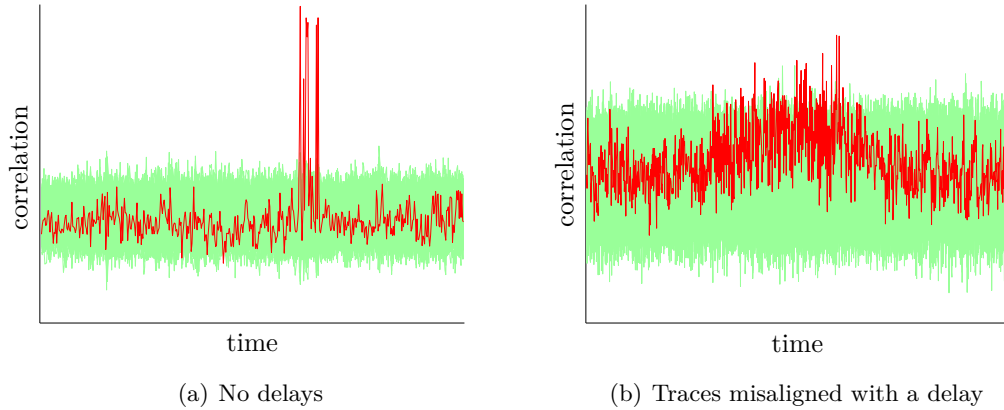 correlation
time
(a) No delays
correlation
time
(b) Traces misaligned with a delay